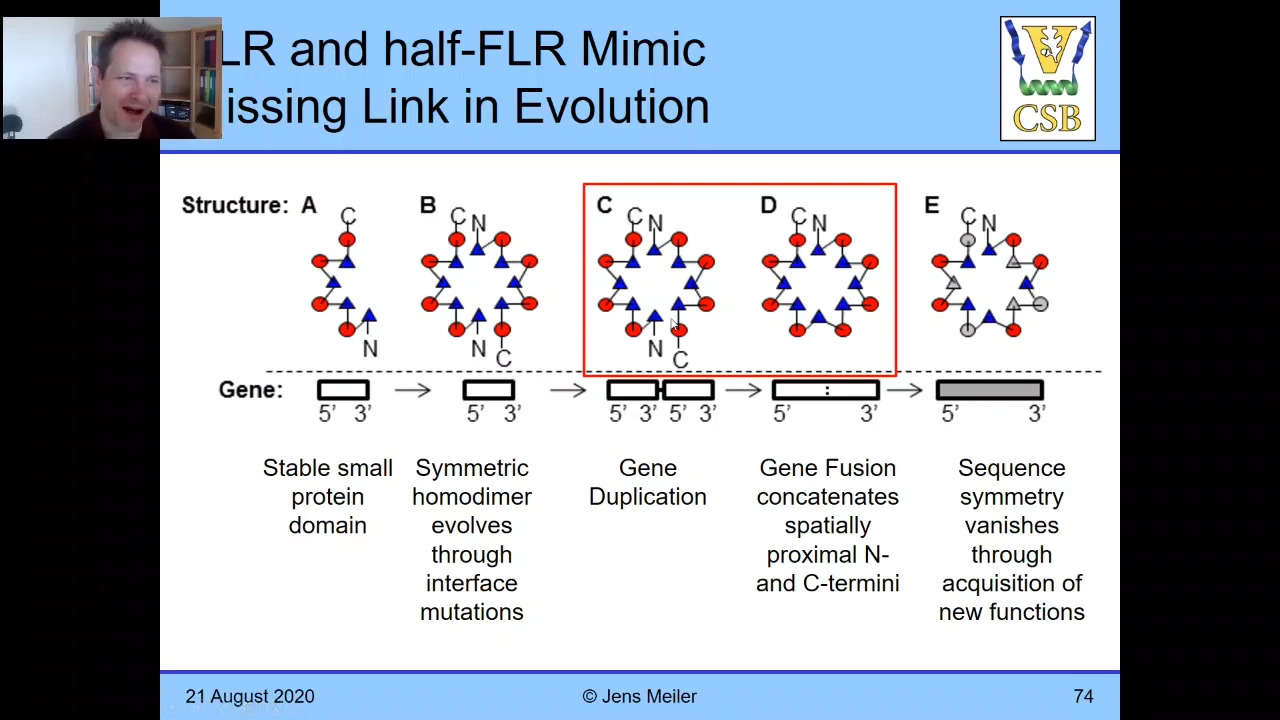 LR and half-FLR Mimic
issing Link in Evolution
V
CSB
Structure: A B C D E
C C N C N C N C N
N N C N C
Gene:
5' 3' 5' 3' 5' 3' 5' 3' 5' 3' 5' 3'
Stable small
protein
domain
Symmetric
homodimer
evolves
through
interface
mutations
Gene
Duplication
Gene Fusion
concatenates
spatially
proximal N-
and C-termini
Sequence
symmetry
vanishes
through
acquisition of
new functions
21 August 2020
© Jens Meiler
74